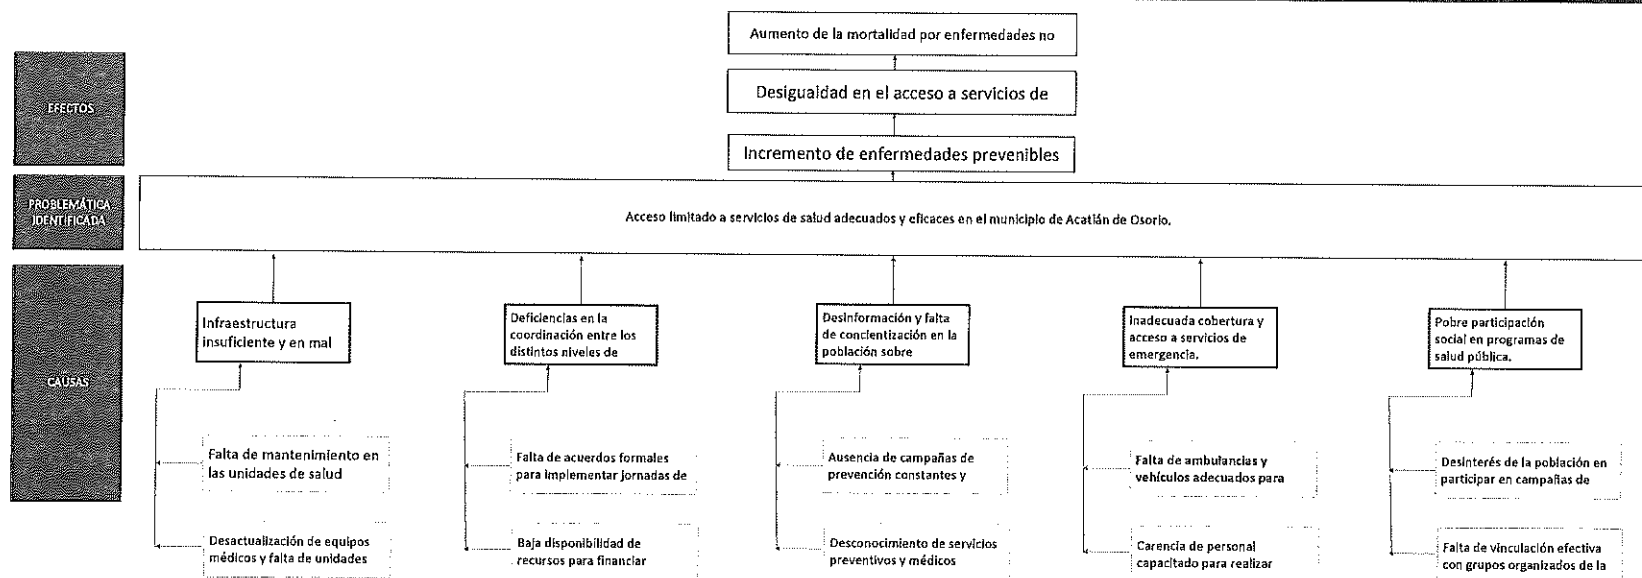 Aumento de la mortalidad por enfermedades no
EFECTOS
Desigualdad en el acceso a servicios de
Incremento de enfermedades prevenibles
PROBLEMÁTICA
IDENTIFICADA
Acceso limitado a servicios de salud adecuados y eficaces en el municipio de Acatlán de Osorio.
CAUSAS
Infraestructura
insuficiente y en mal
Deficiencias en la
coordinación entre los
distintos niveles de
Desinformación y falta
de concientización en la
población sobre
Inadecuada cobertura y
acceso a servicios de
emergencia.
Pobre participación
social en programas de
salud pública.
Falta de mantenimiento en
las unidades de salud
Falta de acuerdos formales
para implementar jornadas de
Ausencia de campañas de
prevención constantes y
Falta de ambulancias y
vehículos adecuados para
Desinterés de la población en
participar en campañas de
Desactualización de equipos
médicos y falta de unidades
Baja disponibilidad de
recursos para financiar
Desconocimiento de servicios
preventivos y médicos
Carencia de personal
capacitado para realizar
Falta de vinculación efectiva
con grupos organizados de la